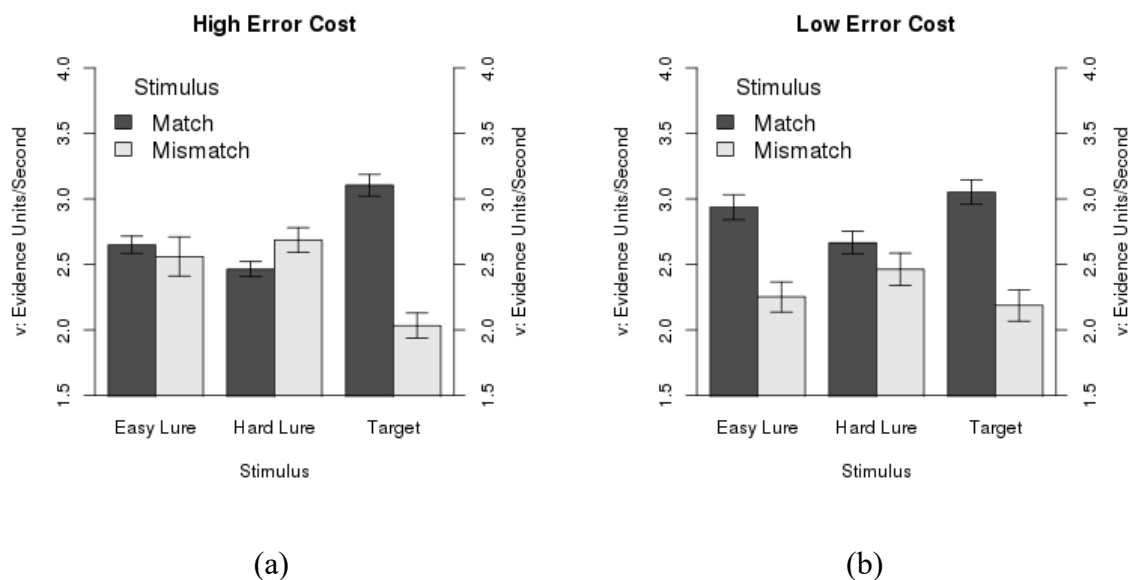 High Error Cost
4.0
3.5
3.0
2.5
2.0
1.5
v: Evidence Units/Second
Stimulus
Match
Mismatch
4.0
3.5
3.0
2.5
2.0
1.5
v: Evidence Units/Second
Easy Lure Hard Lure Target
Stimulus
(a)
Low Error Cost
4.0
3.5
3.0
2.5
2.0
1.5
v: Evidence Units/Second
Stimulus
Match
Mismatch
4.0
3.5
3.0
2.5
2.0
1.5
v: Evidence Units/Second
Easy Lure Hard Lure Target
Stimulus
(b)